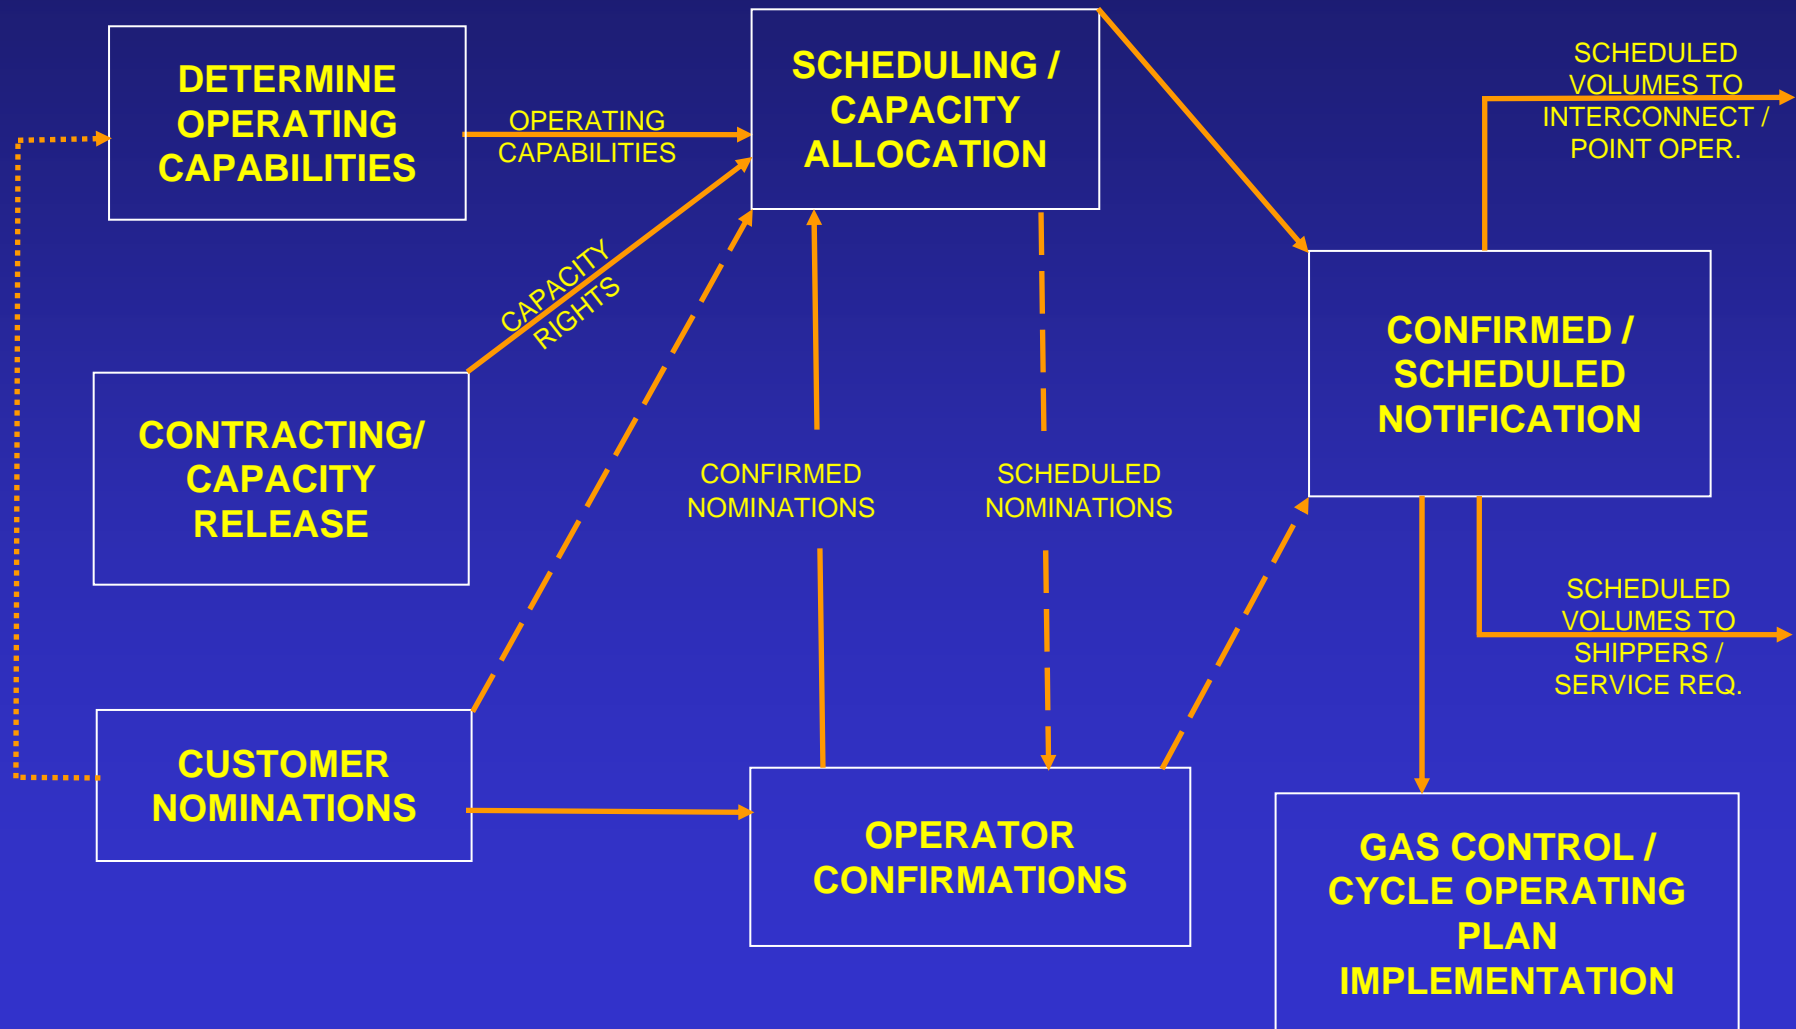 DETERMINE
OPERATING
CAPABILITIES
OPERATING
CAPABILITIES
SCHEDULING /
CAPACITY
ALLOCATION
SCHEDULED
VOLUMES TO
INTERCONNECT /
POINT OPER.
CAPACITY
RIGHTS
CONTRACTING/
CAPACITY
RELEASE
CONFIRMED
NOMINATIONS
SCHEDULED
NOMINATIONS
CONFIRMED /
SCHEDULED
NOTIFICATION
SCHEDULED
VOLUMES TO
SHIPPERS /
SERVICE REQ.
CUSTOMER
NOMINATIONS
OPERATOR
CONFIRMATIONS
GAS CONTROL /
CYCLE OPERATING
PLAN
IMPLEMENTATION